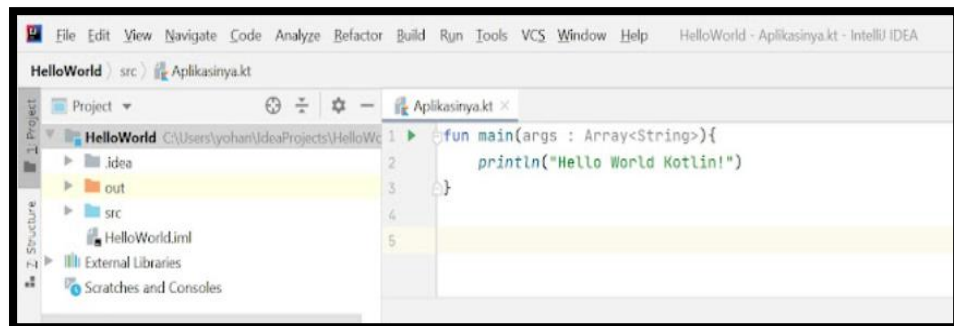 File Edit View Navigate Code Analyze Refactor Build Run Tools VCS Window Help HelloWorld - Aplikasinya.kt - IntelliJ IDEA
HelloWorld src Aplikasinya.kt
1: Project
Project
Aplikasinya.kt
HelloWorld C:\Users\yohan\IdeaProjects\HelloWo
.idea
out
src
HelloWorld.iml
External Libraries
Scratches and Consoles
Z: Structure
1 fun main(args : Array<String>){
2 println("Hello World Kotlin!")
3 }
4
5